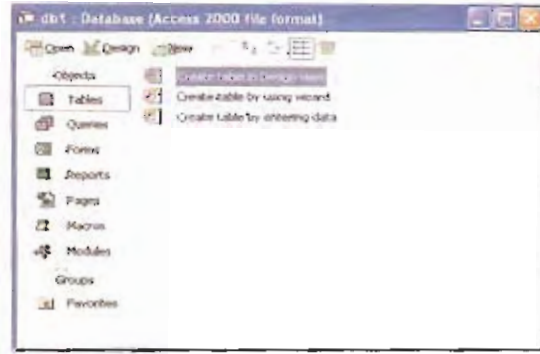 db1 : Database (Access 2000 file format)
Open Design New
Objects
Create table in Design view
Tables
Create table by using wizard
Queries
Create table by entering data
Forms
Reports
Pages
Macros
Modules
Groups
Favorites